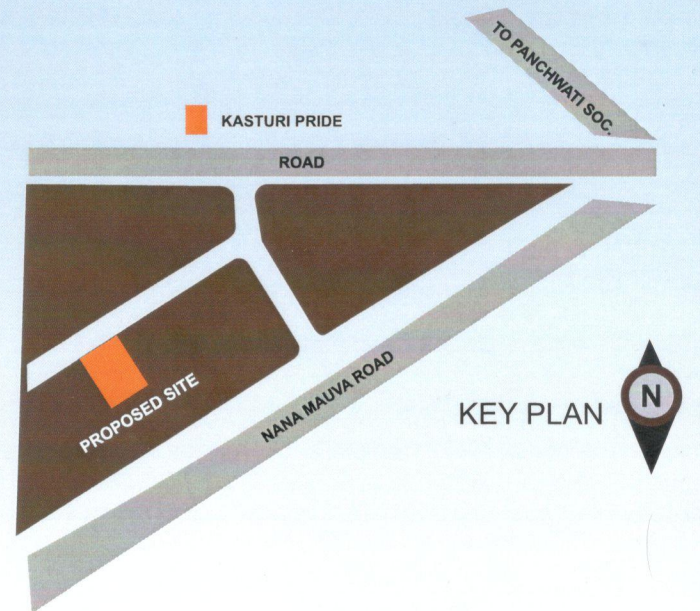 TO PANCHWATI SOC.
KASTURI PRIDE
ROAD
PROPOSED SITE
NANA MAUVA ROAD
KEY PLAN
N